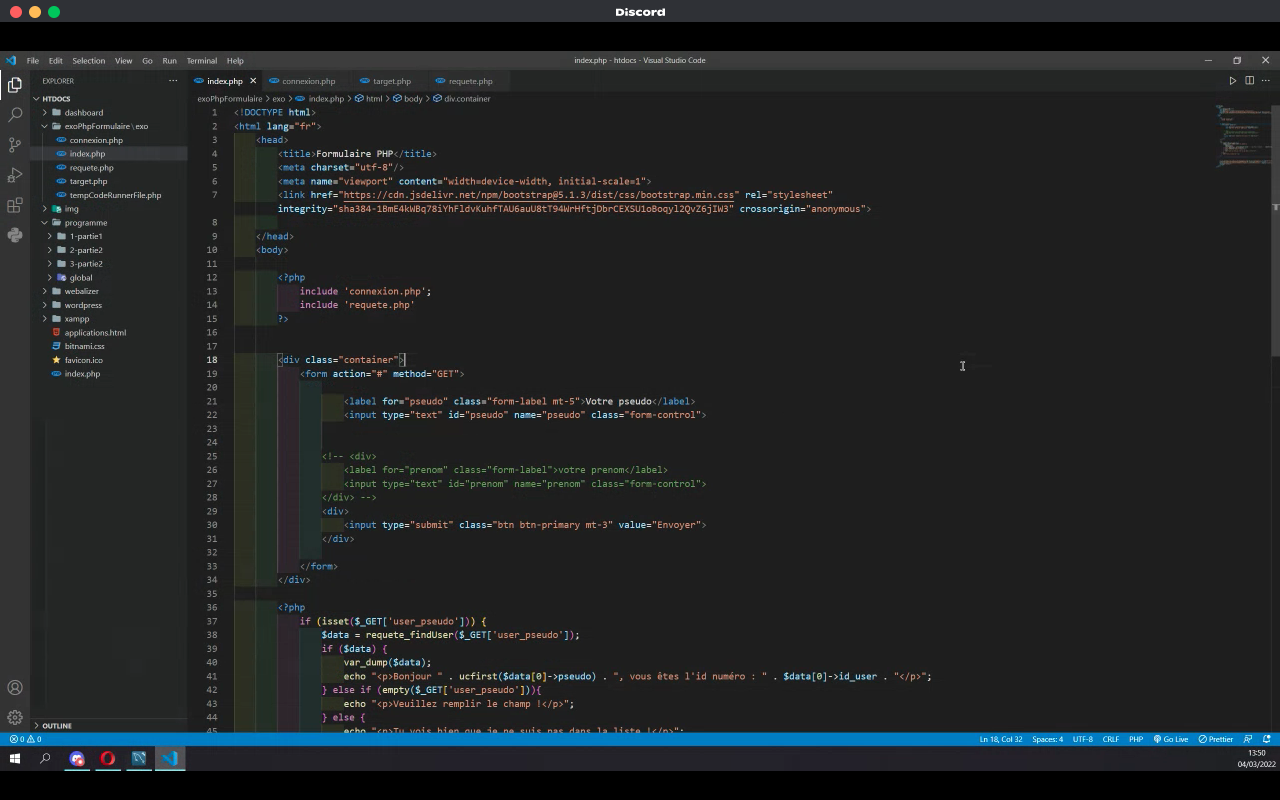 Discord
File Edit Selection View Go Run Terminal Help
index.php - htdocs - Visual Studio Code
EXPLORER
index.php
connexion.php
target.php
requete.php
exoPhpFormulaire > exo > index.php > html > body > div.container
HTDOCS
dashboard
exoPhpFormulaire \ exo
connexion.php
index.php
requete.php
target.php
tempCodeRunnerFile.php
img
programme
1-partie1
2-partie2
3-partie2
global
webalizer
wordpress
xampp
applications.html
bitnami.css
favicon.ico
index.php
OUTLINE
1 <!DOCTYPE html>
2 <html lang="fr">
3 <head>
4 <title>Formulaire PHP</title>
5 <meta charset="utf-8"/>
6 <meta name="viewport" content="width=device-width, initial-scale=1">
7 <link href="https://cdn.jsdelivr.net/npm/bootstrap@5.1.3/dist/css/bootstrap.min.css" rel="stylesheet"
integrity="sha384-1BmE4kWBq78iYhFldvKuhfTAU6auU8tT94WrHftjDbrCEXSU1oBoqyl2QvZ6jIW3" crossorigin="anonymous">
8
9 </head>
10 <body>
11
12 <?php
13 include 'connexion.php';
14 include 'requete.php'
15 ?>
16
17
18 <div class="container">
19 <form action="#" method="GET">
20
21 <label for="pseudo" class="form-label mt-5">Votre pseudo</label>
22 <input type="text" id="pseudo" name="pseudo" class="form-control">
23
24
25 <!-- <div>
26 <label for="prenom" class="form-label">votre prenom</label>
27 <input type="text" id="prenom" name="prenom" class="form-control">
28 </div> -->
29 <div>
30 <input type="submit" class="btn btn-primary mt-3" value="Envoyer">
31 </div>
32
33 </form>
34 </div>
35
36 <?php
37 if (isset($_GET['user_pseudo'])) {
38 $data = requete_findUser($_GET['user_pseudo']);
39 if ($data) {
40 var_dump($data);
41 echo "<p>Bonjour " . ucfirst($data[0]->pseudo) . ", vous êtes l'id numéro : " . $data[0]->id_user . "</p>";
42 } else if (empty($_GET['user_pseudo'])){
43 echo "<p>Veuillez remplir le champ !</p>";
44 } else {
45 echo "<p>Tu vois bien que je ne suis pas dans la liste !</p>";
0 0
Ln 18, Col 32 Spaces: 4 UTF-8 CRLF PHP Go Live Prettier
13:50
04/03/2022